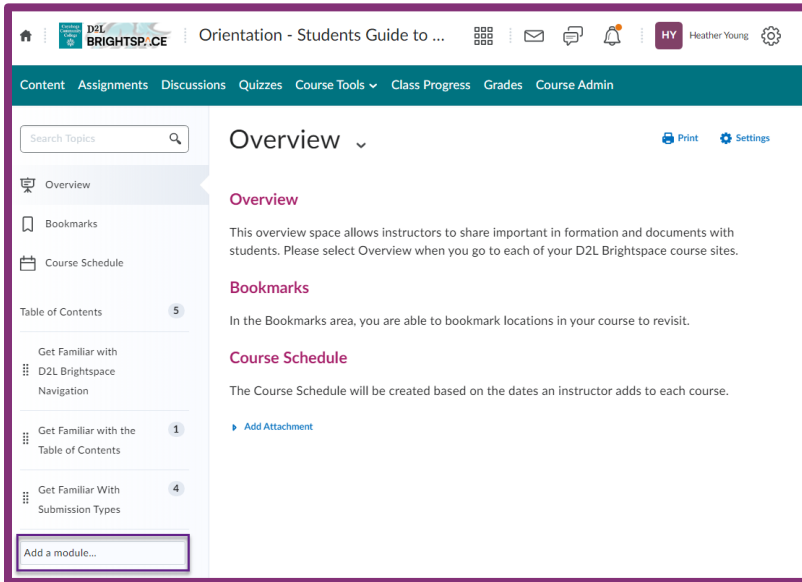 D2L
BRIGHTSP CE
Orientation - Students Guide to ...
HY
Heather Young
Content
Assignments
Discussions
Quizzes
Course Tools
Class Progress
Grades
Course Admin
Search Topics
Overview
Bookmarks
Course Schedule
Table of Contents
5
Get Familiar with
D2L Brightspace
Navigation
Get Familiar with the
1
Table of Contents
Get Familiar With
4
Submission Types
Add a module...
Overview
Print
Settings
Overview
This overview space allows instructors to share important in formation and documents with
students. Please select Overview when you go to each of your D2L Brightspace course sites.
Bookmarks
In the Bookmarks area, you are able to bookmark locations in your course to revisit.
Course Schedule
The Course Schedule will be created based on the dates an instructor adds to each course.
Add Attachment